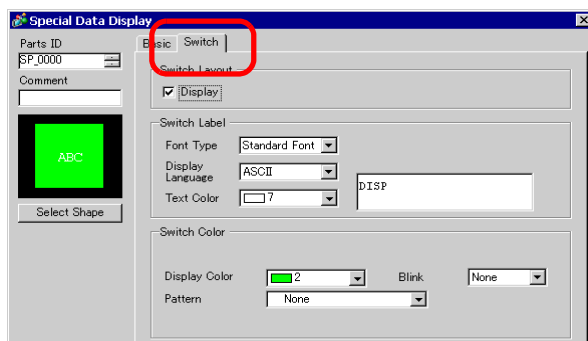 Special Data Display
Parts ID
SP_0000
Comment
ABC
Select Shape
Basic Switch
Switch Layout
Display
Switch Label
Font Type Standard Font
Display Language ASCII
Text Color 7
DISP
Switch Color
Display Color 2 Blink None
Pattern None